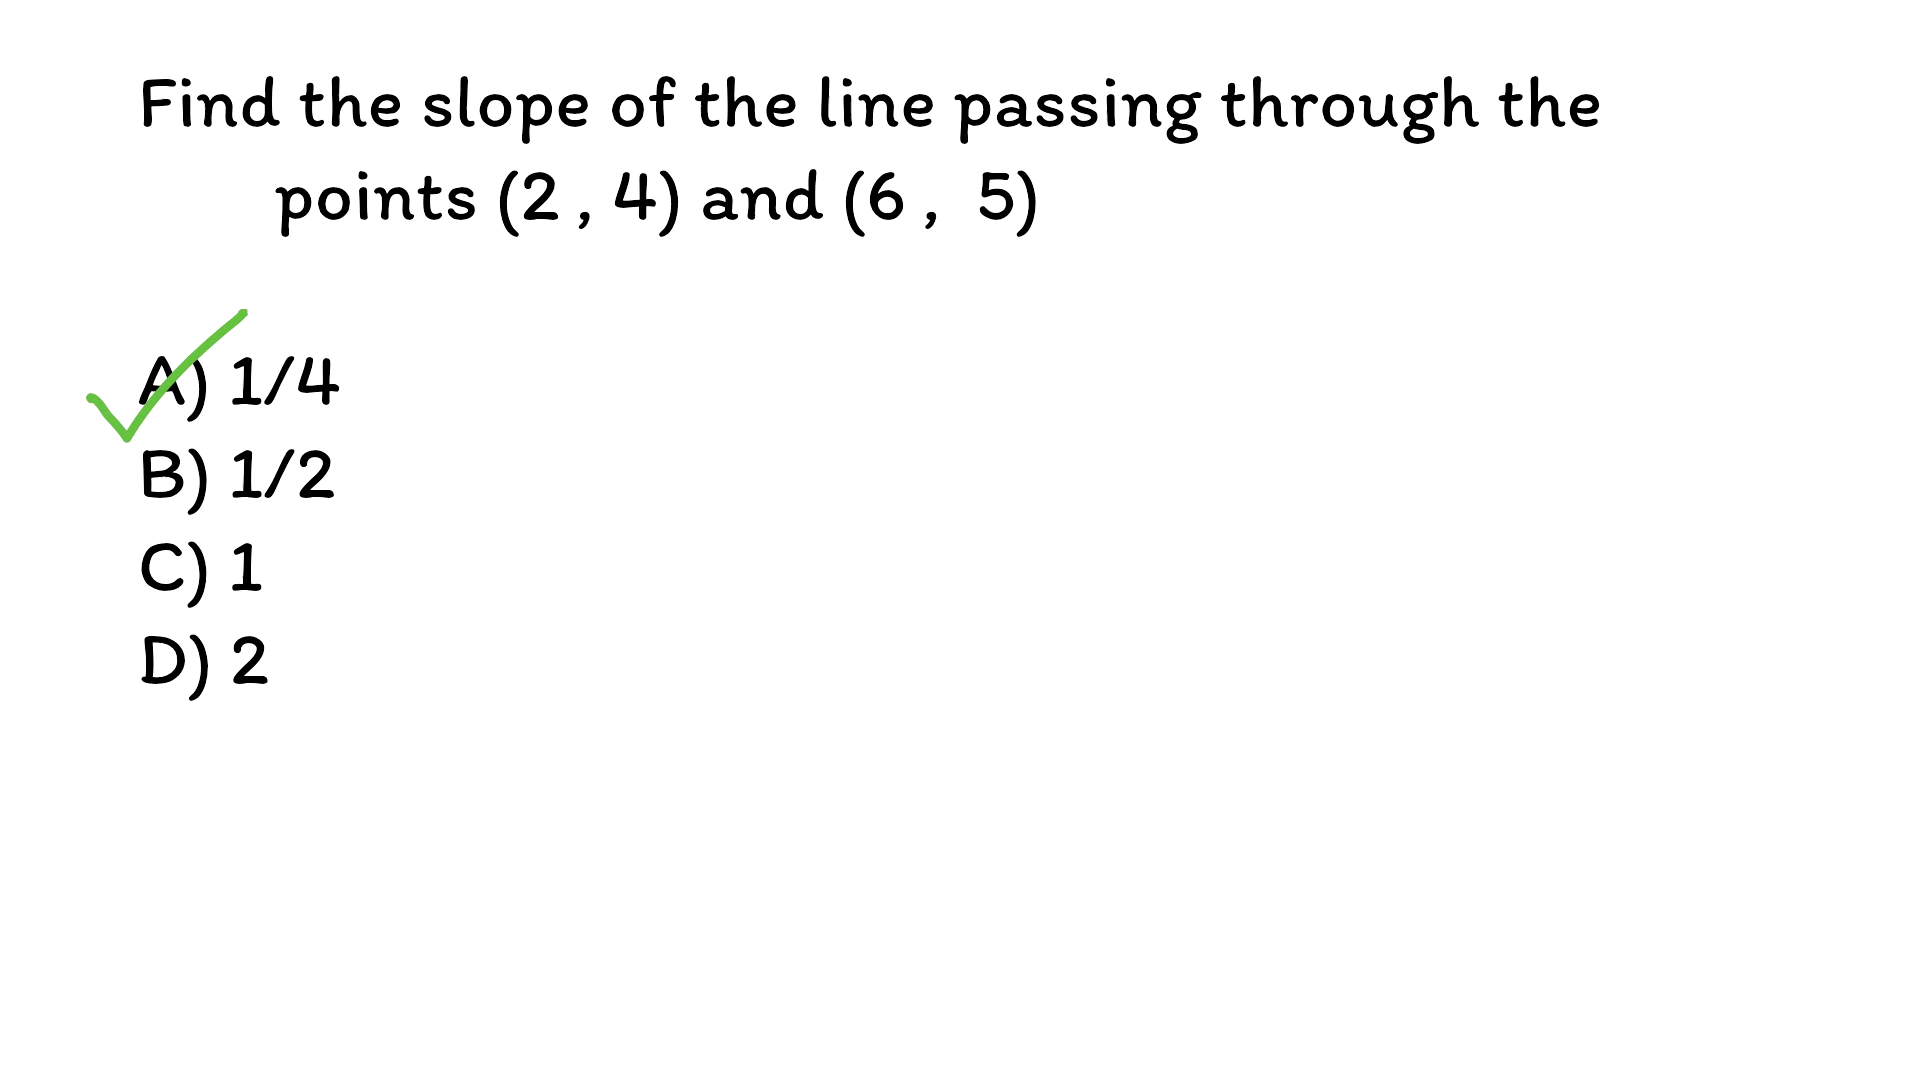 Find the slope of the line passing through the
points (2 , 4) and (6 ,  5)
A) 1/4
B) 1/2
C) 1
D) 2